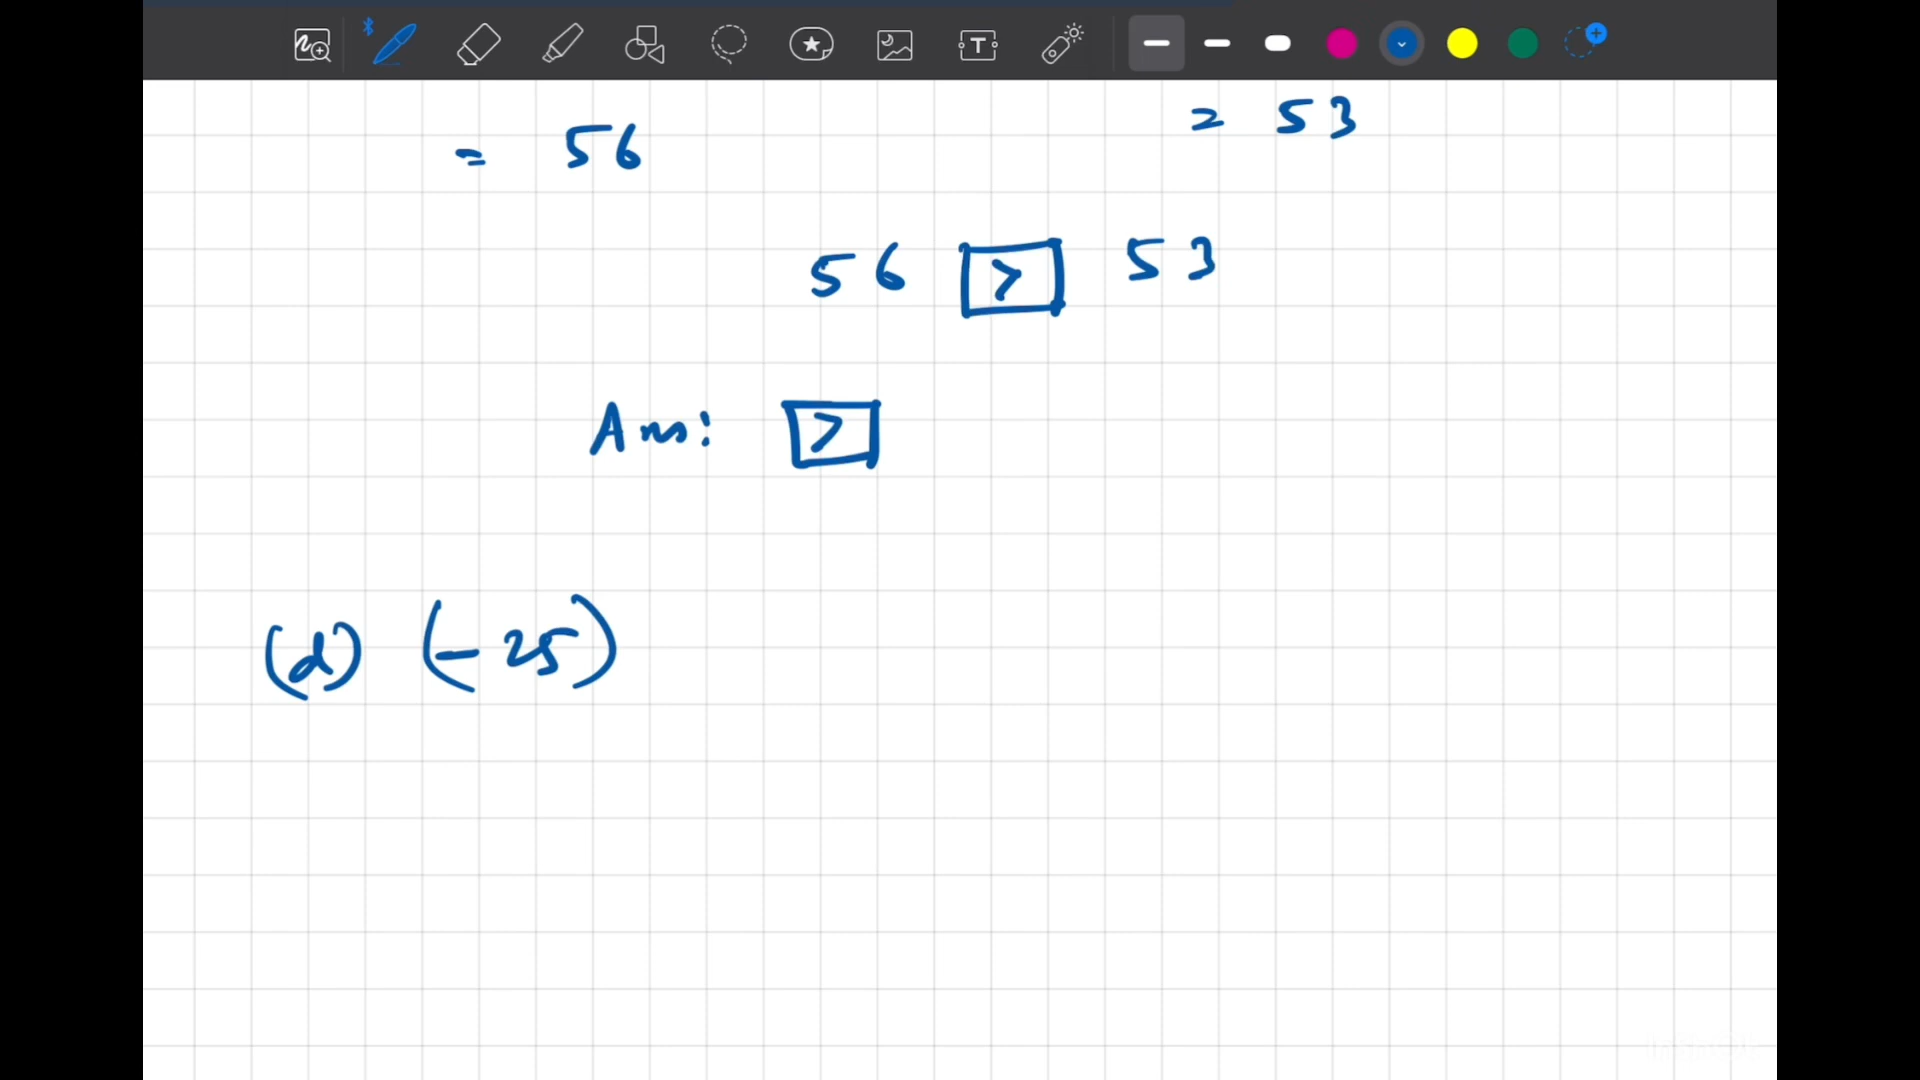 = 56 = 53
56 > 53
Ans: >
(d) (-25)